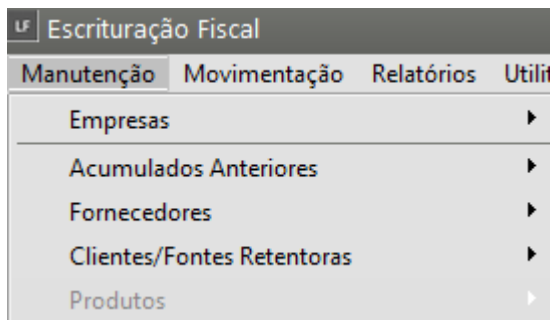 LF Escrituração Fiscal
Manutenção Movimentação Relatórios
Empresas
Acumulados Anteriores
Fornecedores
Clientes/Fontes Retentoras
Produtos